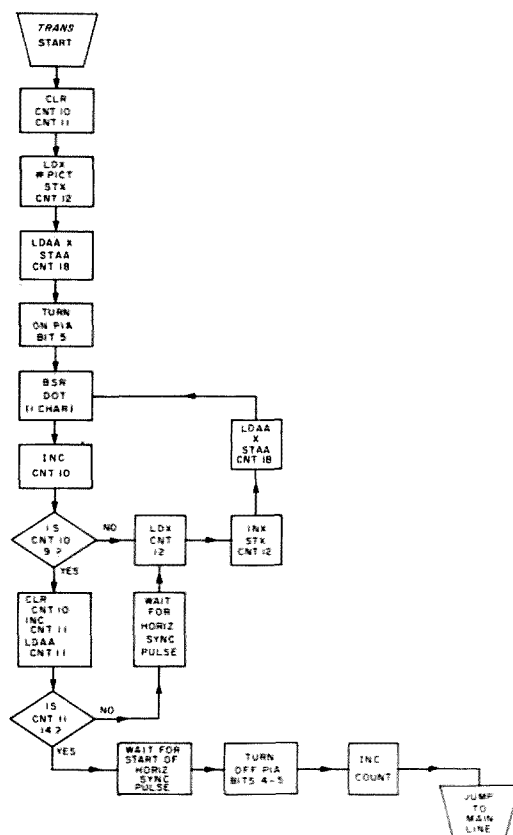 TRANS
START
CLR
CNT 10
CNT 11
LDX
# PICT
STX
CNT 12
LDAA X
STAA
CNT 18
TURN
ON PIA
BIT 5
BSR
DOT
(1 CHAR)
INC
CNT 10
IS
CNT 10
9?
NO
YES
LDX
CNT
12
INX
STX
CNT 12
LDAA
X
STAA
CNT 18
CLR
CNT 10
INC
CNT 11
LDAA
CNT 11
WAIT
FOR
HORIZ
SYNC
PULSE
IS
CNT 11
14?
NO
YES
WAIT FOR
START OF
HORIZ
SYNC
PULSE
TURN
OFF PIA
BITS 4-5
INC
COUNT
JUMP
TO
MAIN
LINE